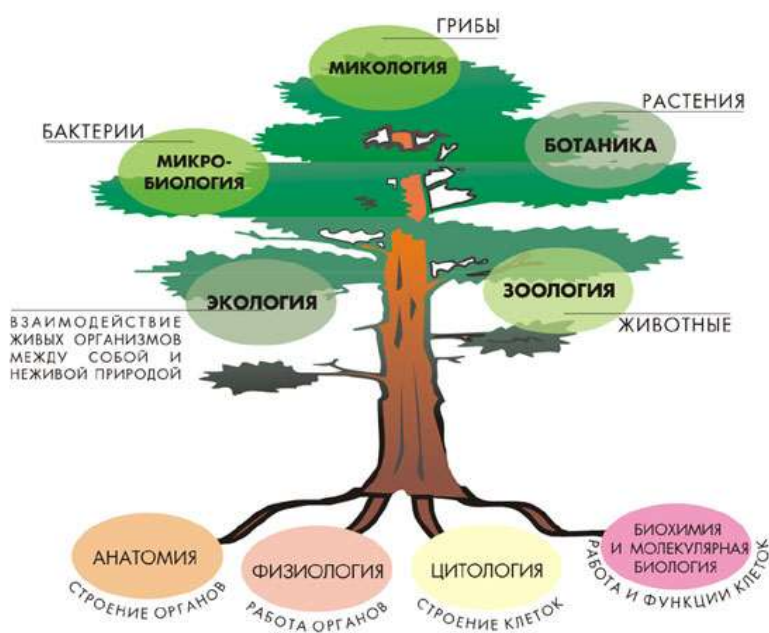 ГРИБЫ
МИКОЛОГИЯ
РАСТЕНИЯ
БОТАНИКА
БАКТЕРИИ
МИКРО-
БИОЛОГИЯ
ЭКОЛОГИЯ
ВЗАИМОДЕЙСТВИЕ
ЖИВЫХ ОРГАНИЗМОВ
МЕЖДУ СОБОЙ И
НЕЖИВОЙ ПРИРОДОЙ
ЗООЛОГИЯ
ЖИВОТНЫЕ
АНАТОМИЯ
СТРОЕНИЕ ОРГАНОВ
ФИЗИОЛОГИЯ
РАБОТА ОРГАНОВ
ЦИТОЛОГИЯ
СТРОЕНИЕ КЛЕТОК
БИОХИМИЯ
И МОЛЕКУЛЯРНАЯ
БИОЛОГИЯ
РАБОТА И ФУНКЦИИ КЛЕТОК